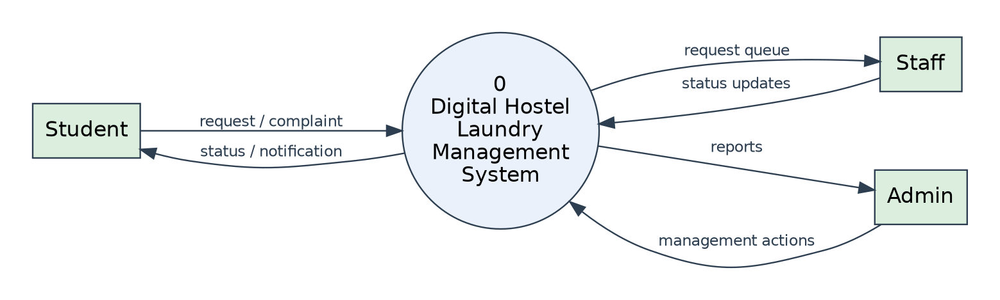 Student
request / complaint
status / notification
0
Digital Hostel
Laundry
Management
System
request queue
status updates
reports
management actions
Staff
Admin